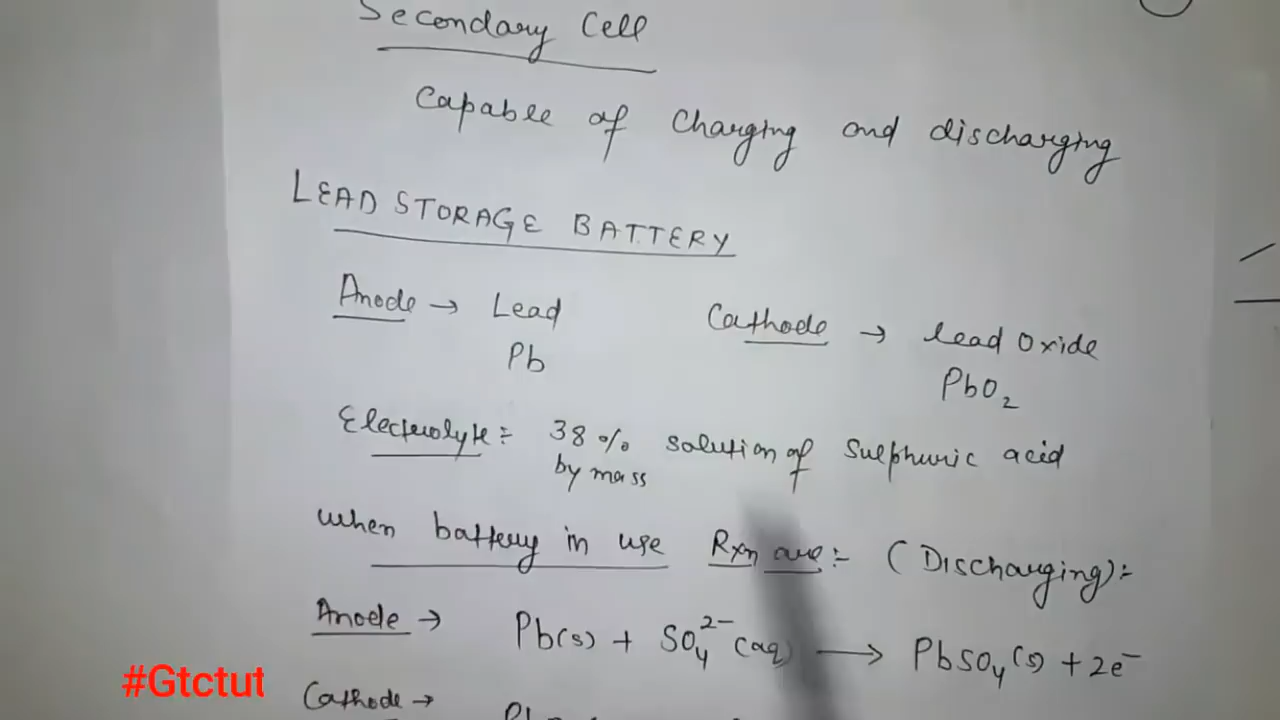 Secondary Cell
Capable of Charging and discharging
LEAD STORAGE BATTERY
Anode → Lead Cathode → lead Oxide
Pb PbO₂
Electrolyte:- 38% solution of Sulphuric acid
by mass
when battery in use Rxn are:- (Discharging):-
Anode → Pb(s) + SO₄²⁻(aq) → PbSO₄(s) + 2e⁻
#Gtctut
Cathode →